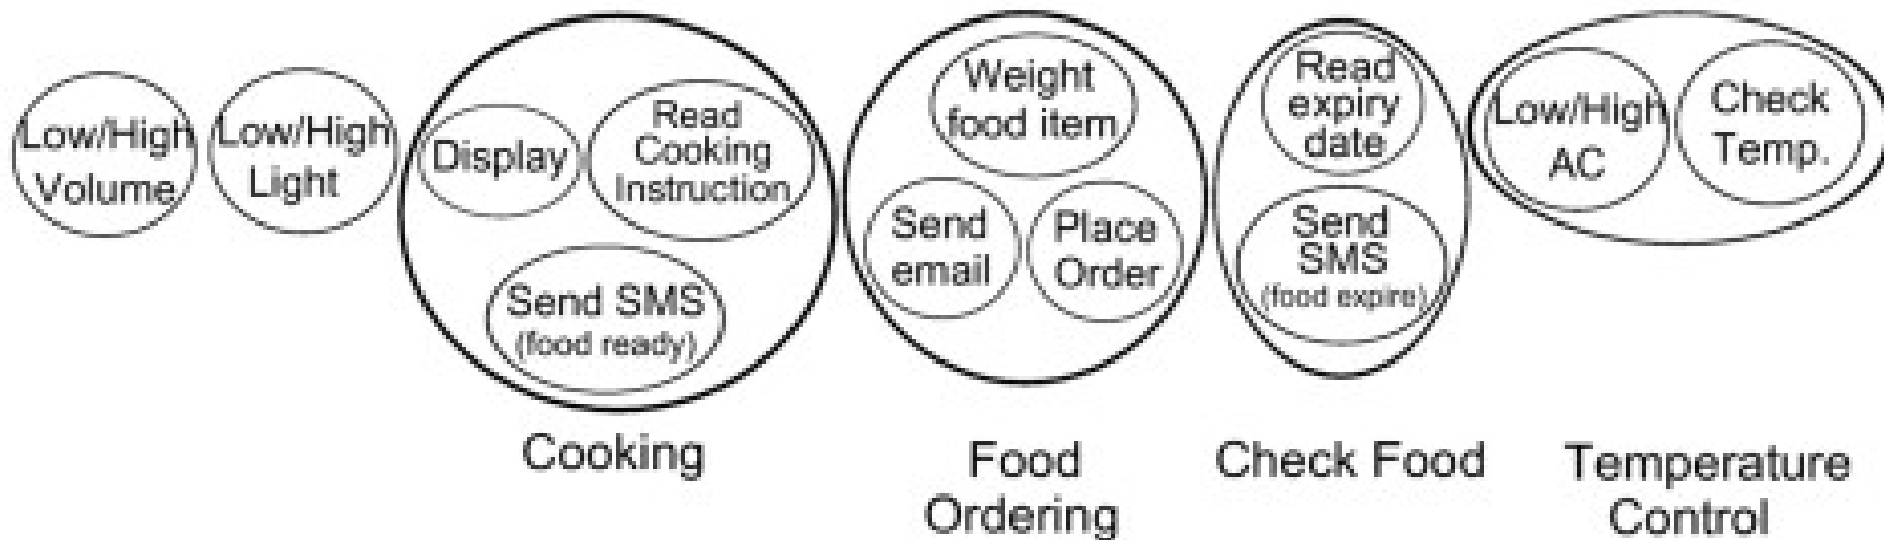 Low/High
Volume
Low/High
Light
Display
Read
Cooking
Instruction
Send SMS
(food ready)
Cooking
Weight
food item
Send
email
Place
Order
Food
Ordering
Read
expiry
date
Send
SMS
(food expire)
Check Food
Low/High
AC
Check
Temp.
Temperature
Control